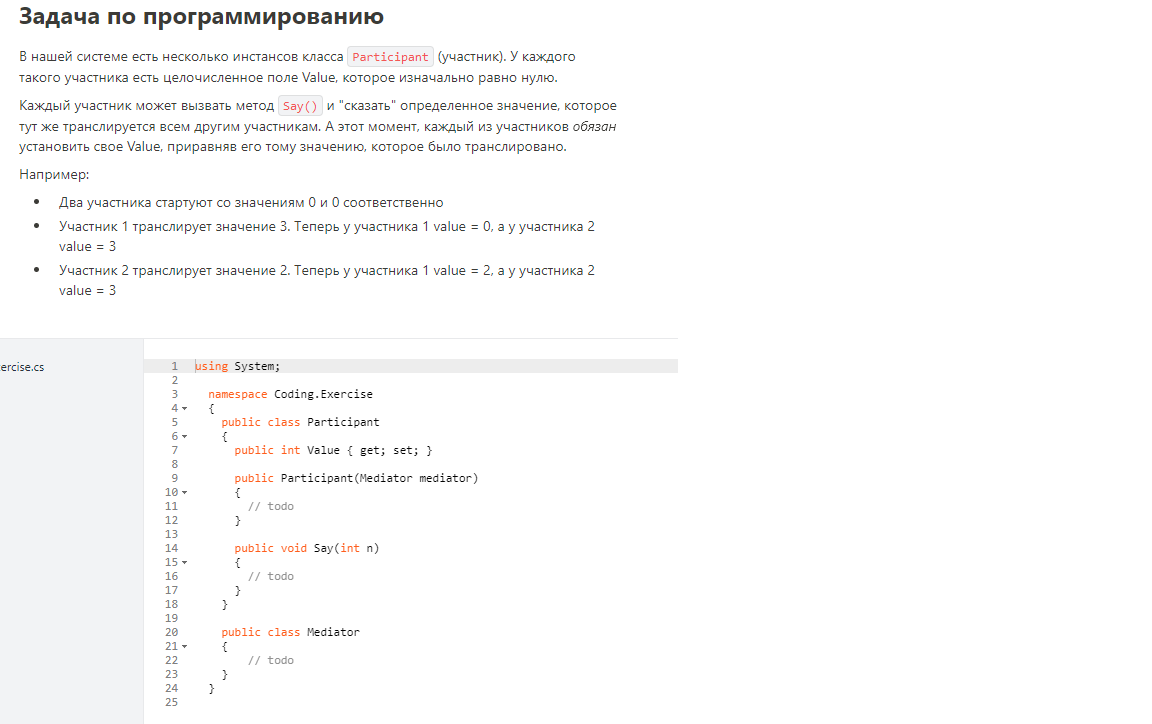 Задача по программированию
В нашей системе есть несколько инстансов класса Participant (участник). У каждого
такого участника есть целочисленное поле Value, которое изначально равно нулю.
Каждый участник может вызвать метод Say() и "сказать" определенное значение, которое
тут же транслируется всем другим участникам. А этот момент, каждый из участников обязан
установить свое Value, приравняв его тому значению, которое было транслировано.
Например:
• Два участника стартуют со значениям 0 и 0 соответственно
• Участник 1 транслирует значение 3. Теперь у участника 1 value = 0, а у участника 2
value = 3
• Участник 2 транслирует значение 2. Теперь у участника 1 value = 2, а у участника 2
value = 3
ercise.cs
1 using System;
2
3 namespace Coding.Exercise
4 {
5 public class Participant
6 {
7 public int Value { get; set; }
8
9 public Participant(Mediator mediator)
10 {
11 // todo
12 }
13
14 public void Say(int n)
15 {
16 // todo
17 }
18 }
19
20 public class Mediator
21 {
22 // todo
23 }
24 }
25